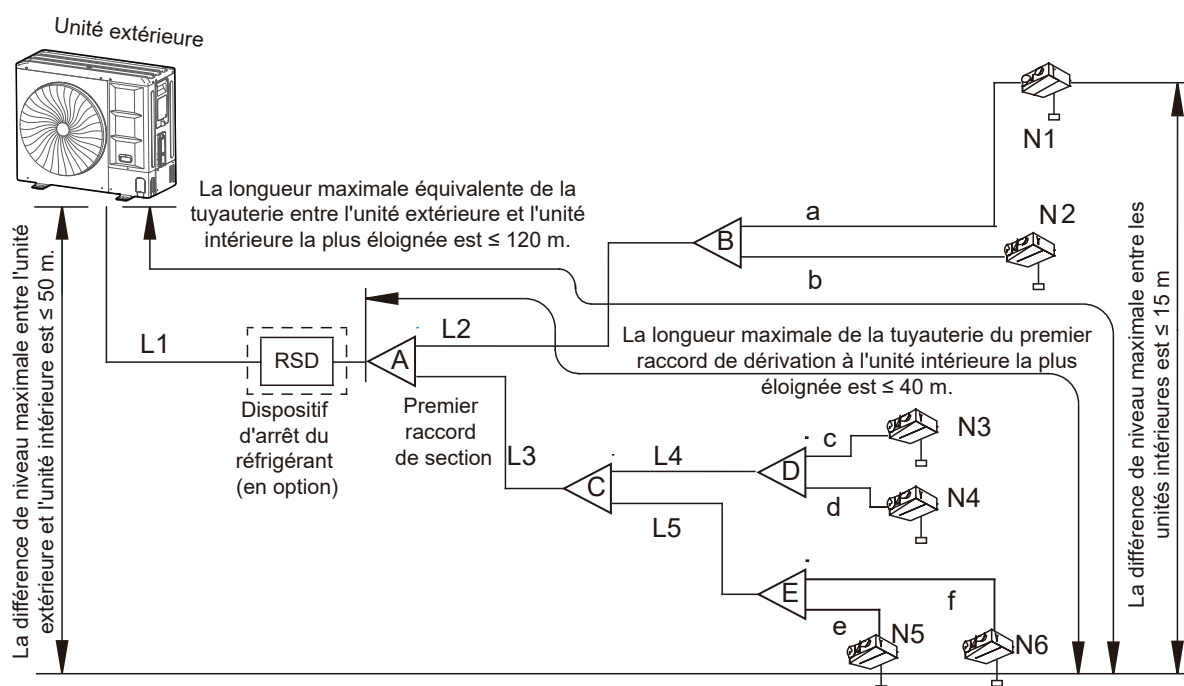 Unité extérieure
La longueur maximale équivalente de la
tuyauterie entre l'unité extérieure et l'unité
intérieure la plus éloignée est ≤ 120 m.
La différence de niveau maximale entre l'unité
extérieure et l'unité intérieure est ≤ 50 m.
N1
a
N2
B
b
L1
RSD
A
L2
La longueur maximale de la tuyauterie du premier
raccord de dérivation à l'unité intérieure la plus
éloignée est ≤ 40 m.
Dispositif
d'arrêt du
réfrigérant
(en option)
Premier
raccord
de section
L3
C
L4
L5
D
c
N3
d
N4
E
f
e
N5
N6
La différence de niveau maximale entre les
unités intérieures est ≤ 15 m